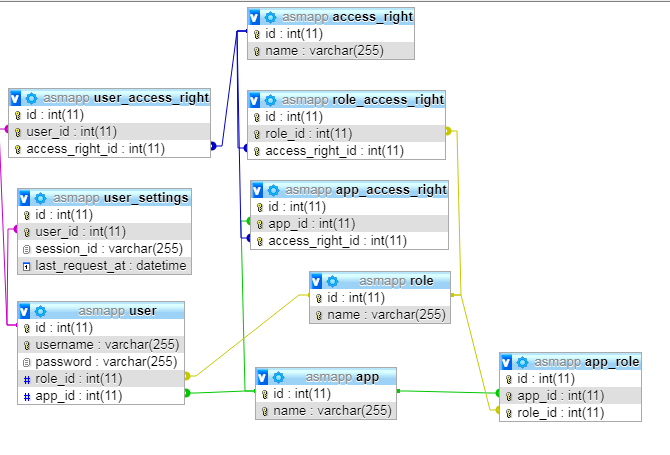 asmapp access_right
id : int(11)
name : varchar(255)
asmapp user_access_right
id : int(11)
user_id : int(11)
access_right_id : int(11)
asmapp role_access_right
id : int(11)
role_id : int(11)
access_right_id : int(11)
asmapp user_settings
id : int(11)
user_id : int(11)
session_id : varchar(255)
last_request_at : datetime
asmapp app_access_right
id : int(11)
app_id : int(11)
access_right_id : int(11)
asmapp role
id : int(11)
name : varchar(255)
asmapp user
id : int(11)
username : varchar(255)
password : varchar(255)
role_id : int(11)
app_id : int(11)
asmapp app
id : int(11)
name : varchar(255)
asmapp app_role
id : int(11)
app_id : int(11)
role_id : int(11)